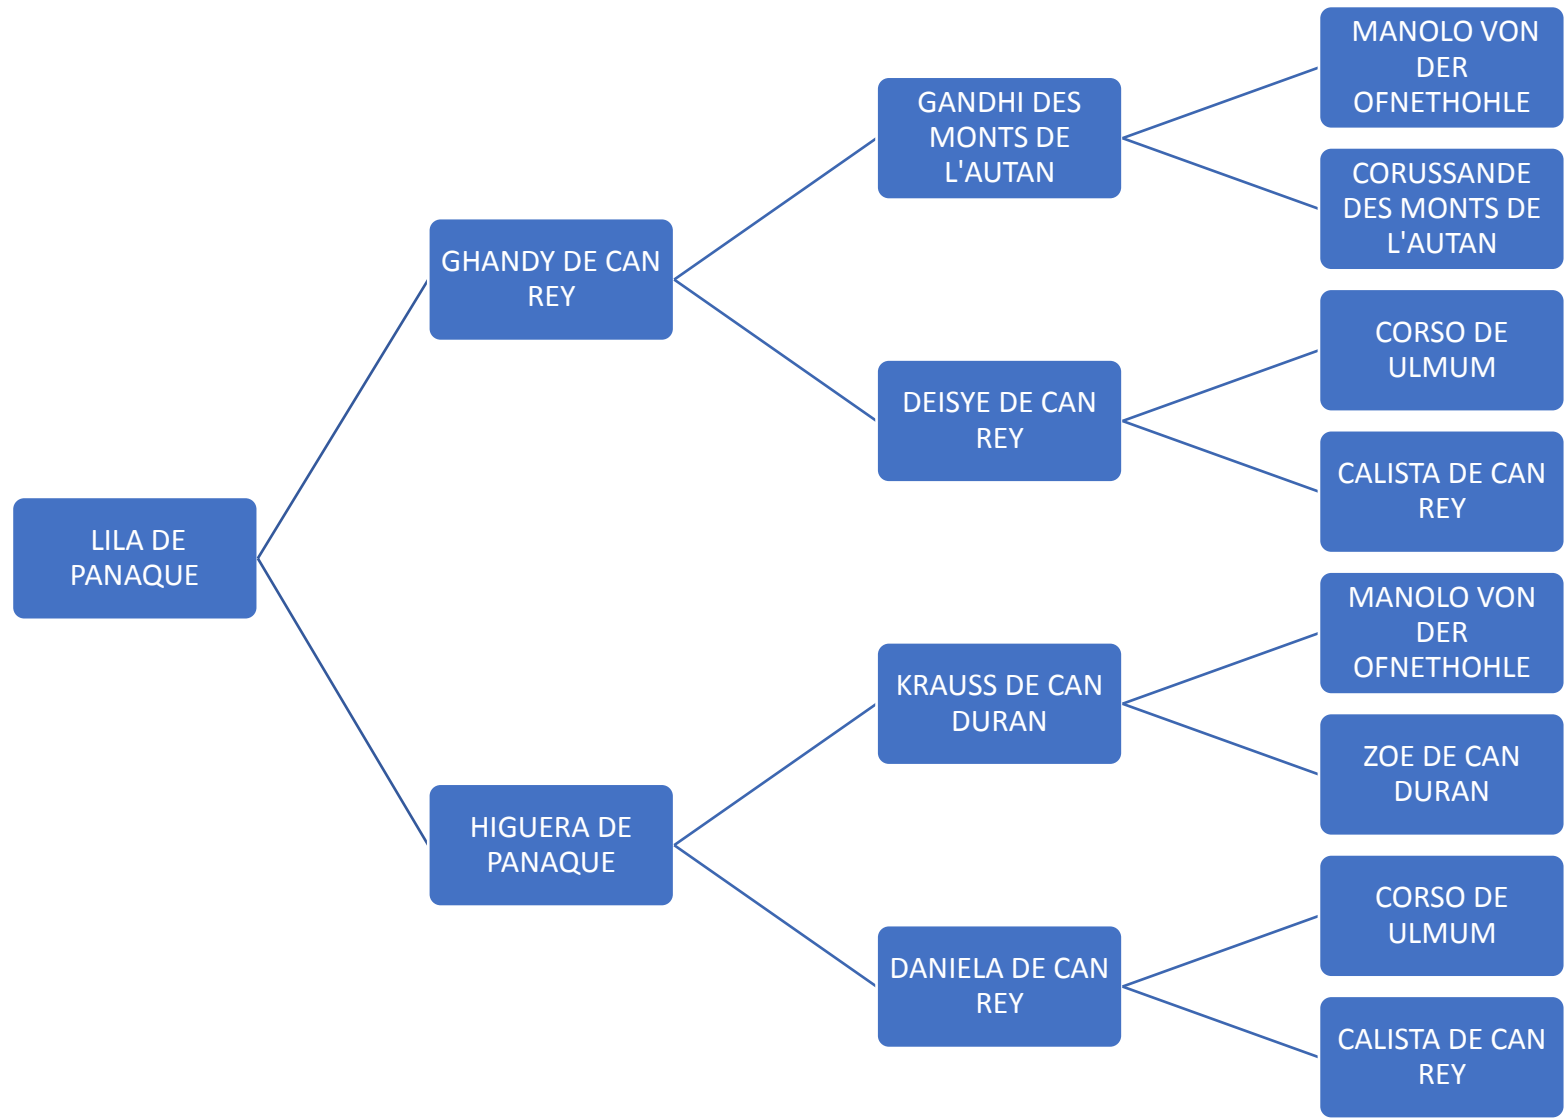 LILA DE
PANAQUE
GHANDY DE CAN
REY
HIGUERA DE
PANAQUE
GANDHI DES
MONTS DE
L'AUTAN
DEISYE DE CAN
REY
KRAUSS DE CAN
DURAN
DANIELA DE CAN
REY
MANOLO VON
DER
OFNETHOHLE
CORUSSANDE
DES MONTS DE
L'AUTAN
CORSO DE
ULMUM
CALISTA DE CAN
REY
MANOLO VON
DER
OFNETHOHLE
ZOE DE CAN
DURAN
CORSO DE
ULMUM
CALISTA DE CAN
REY